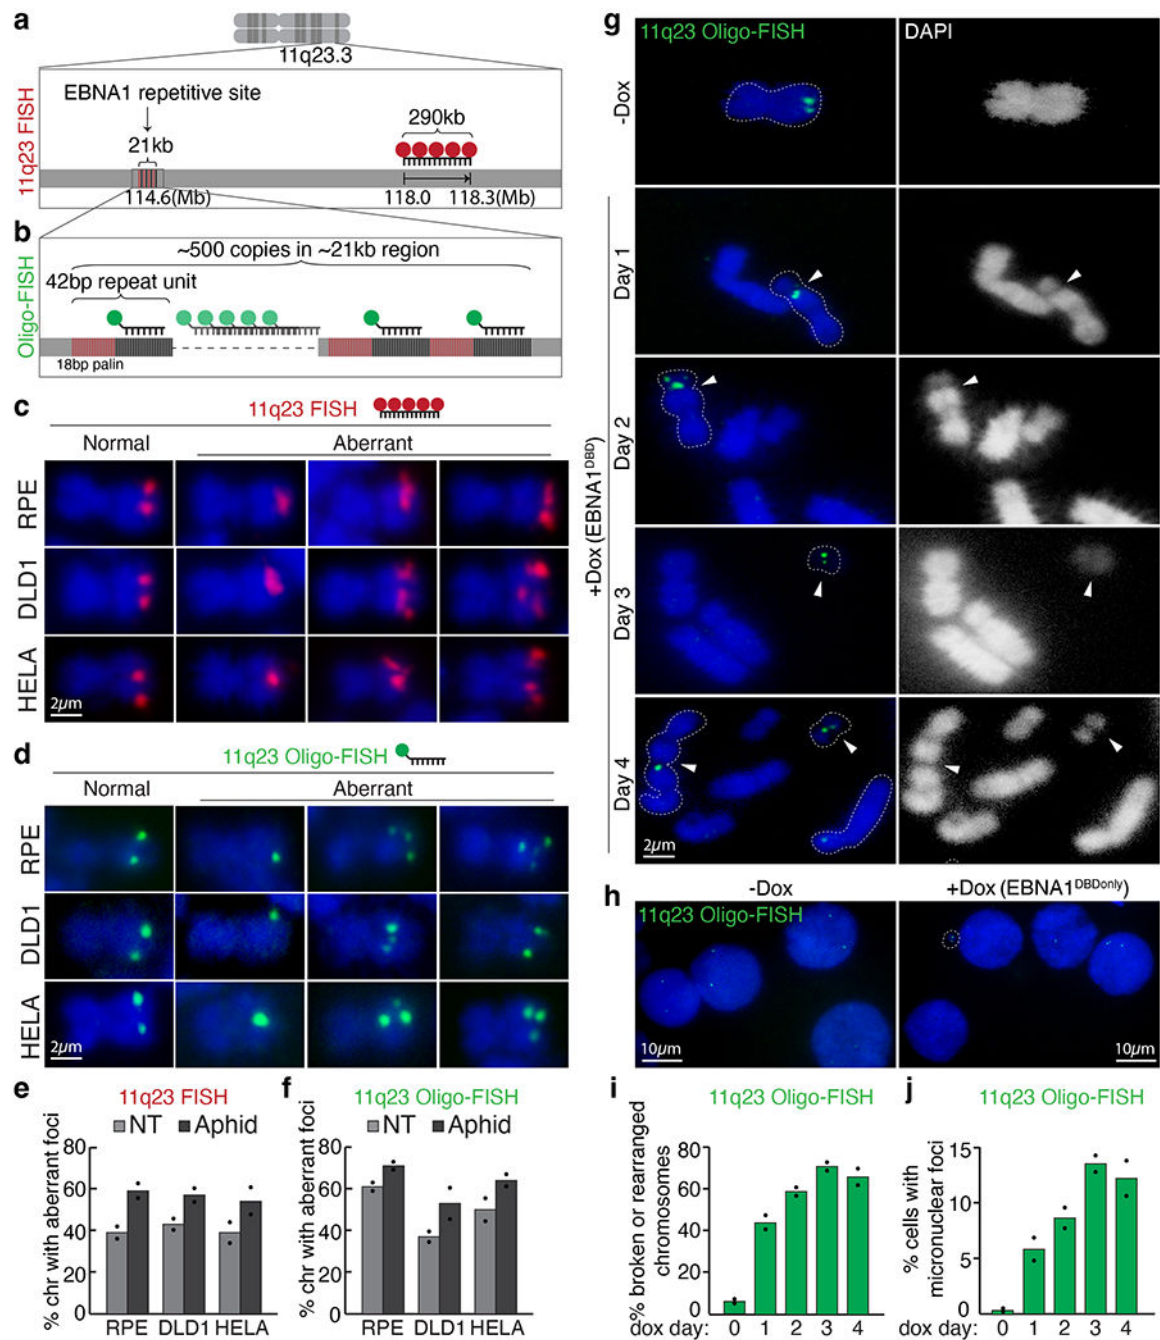 a
11q23.3
11q23 FISH
EBNA1 repetitive site
21kb
290kb
114.6(Mb)
118.0
118.3(Mb)
b
Oligo-FISH
~500 copies in ~21kb region
42bp repeat unit
18bp palin
c
11q23 FISH
Normal
Aberrant
RPE
DLD1
HELA
2µm
d
11q23 Oligo-FISH
Normal
Aberrant
RPE
DLD1
HELA
2µm
e
11q23 FISH
NT
Aphid
% chr with aberrant foci
80
60
40
20
0
RPE DLD1 HELA
f
11q23 Oligo-FISH
NT
Aphid
% chr with aberrant foci
80
60
40
20
0
RPE DLD1 HELA
g
11q23 Oligo-FISH
DAPI
-Dox
+Dox (EBNA1DBD)
Day 1
Day 2
Day 3
Day 4
2µm
h
-Dox
+Dox (EBNA1DBDonly)
11q23 Oligo-FISH
10µm
10µm
i
11q23 Oligo-FISH
% broken or rearranged
chromosomes
80
60
40
20
0
dox day: 0 1 2 3 4
j
11q23 Oligo-FISH
% cells with
micronuclear foci
15
10
5
0
dox day: 0 1 2 3 4